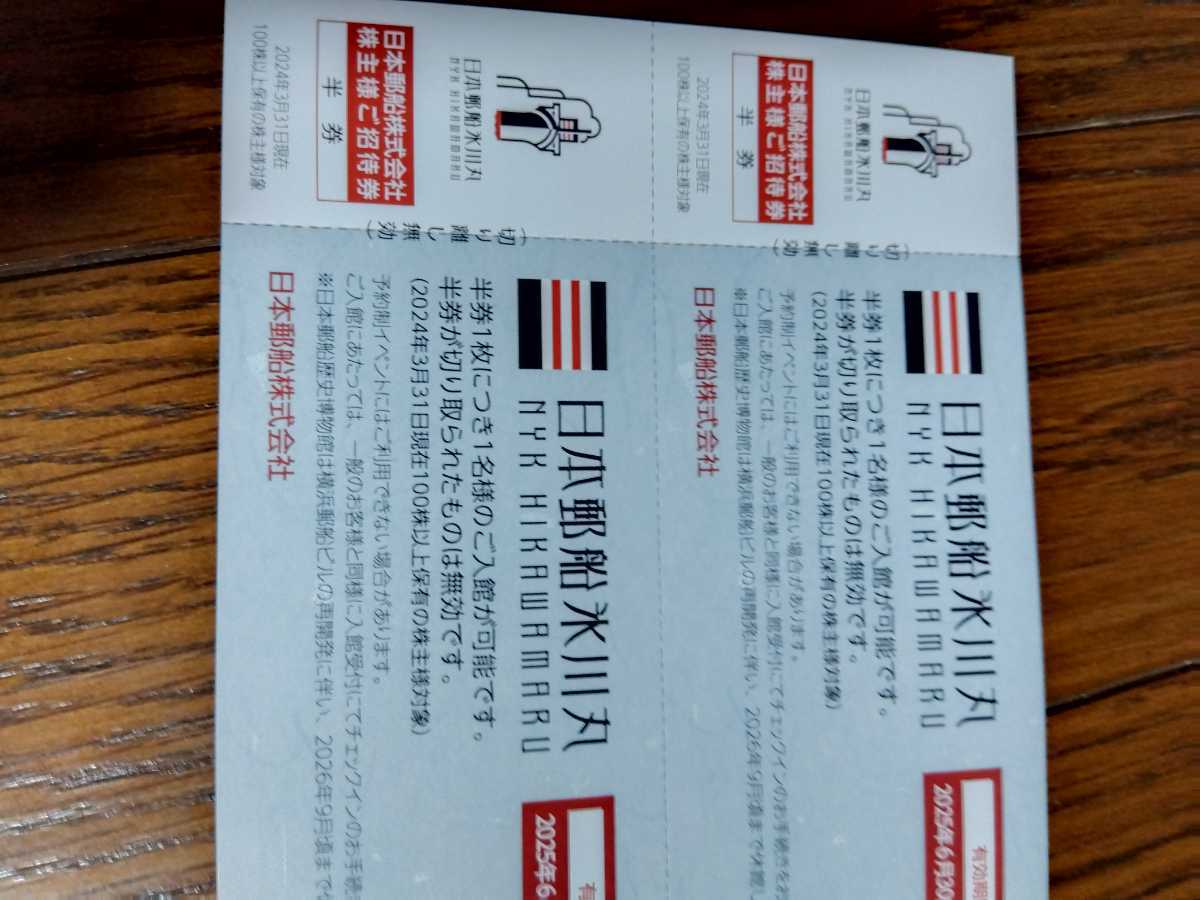 日本郵船氷川丸
NYK HIKAWAMARU
日本郵船株式会社
株主様ご招待券
半券
2024年3月31日現在
100株以上保有の株主様対象
(切り離し無効)
日本郵船氷川丸
NYK HIKAWAMARU
半券1枚につき1名様のご入館が可能です。
半券が切り取られたものは無効です。
(2024年3月31日現在100株以上保有の株主様対象)
予約制イベントにはご利用できない場合があります。
ご入館にあたっては、一般のお客様と同様に入館受付にてチェックインのお手続きを
※日本郵船歴史博物館は横浜郵船ビルの再開発に伴い、2026年9月頃まで休館
日本郵船株式会社
有効期
2025年6月30
日本郵船氷川丸
NYK HIKAWAMARU
日本郵船株式会社
株主様ご招待券
半券
2024年3月31日現在
100株以上保有の株主様対象
(切り離し無効)
日本郵船氷川丸
NYK HIKAWAMARU
半券1枚につき1名様のご入館が可能です。
半券が切り取られたものは無効です。
(2024年3月31日現在100株以上保有の株主様対象)
予約制イベントにはご利用できない場合があります。
ご入館にあたっては、一般のお客様と同様に入館受付にてチェックインのお手続
※日本郵船歴史博物館は横浜郵船ビルの再開発に伴い、2026年9月頃まで
日本郵船株式会社
有
2025年6